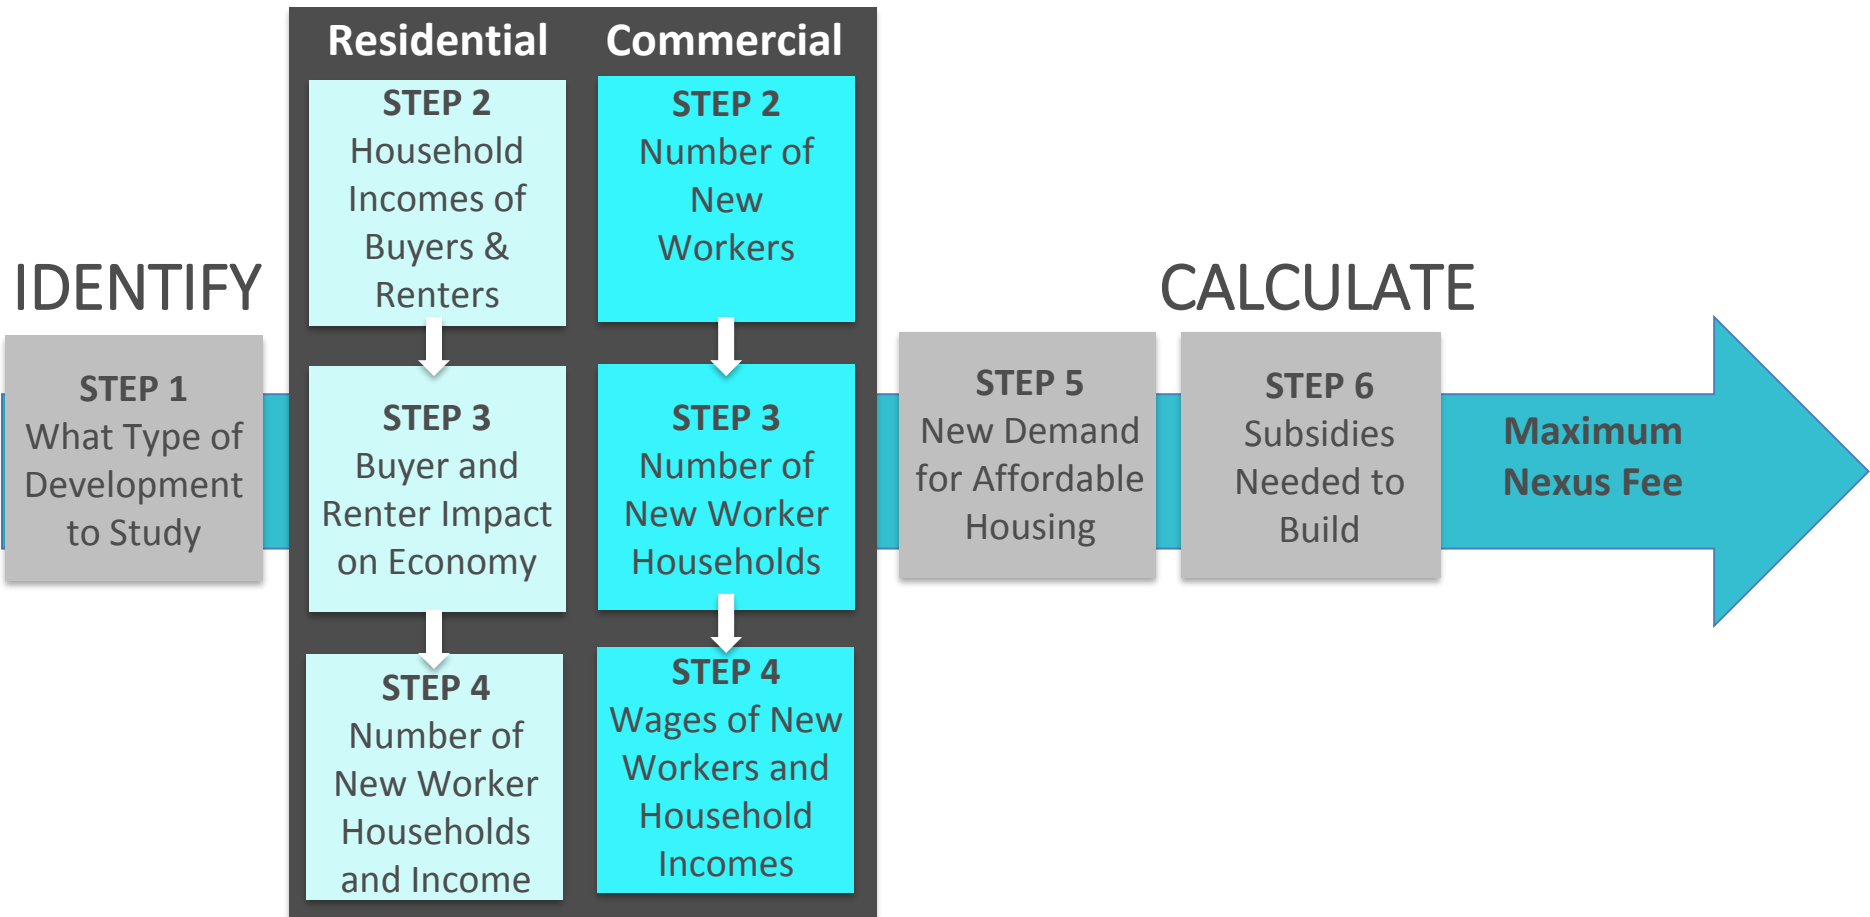 IDENTIFY
STEP 1
What Type of
Development
to Study
Residential
STEP 2
Household
Incomes of
Buyers &
Renters
STEP 3
Buyer and
Renter Impact
on Economy
STEP 4
Number of
New Worker
Households
and Income
Commercial
STEP 2
Number of
New
Workers
STEP 3
Number of
New Worker
Households
STEP 4
Wages of New
Workers and
Household
Incomes
CALCULATE
STEP 5
New Demand
for Affordable
Housing
STEP 6
Subsidies
Needed to
Build
Maximum
Nexus Fee